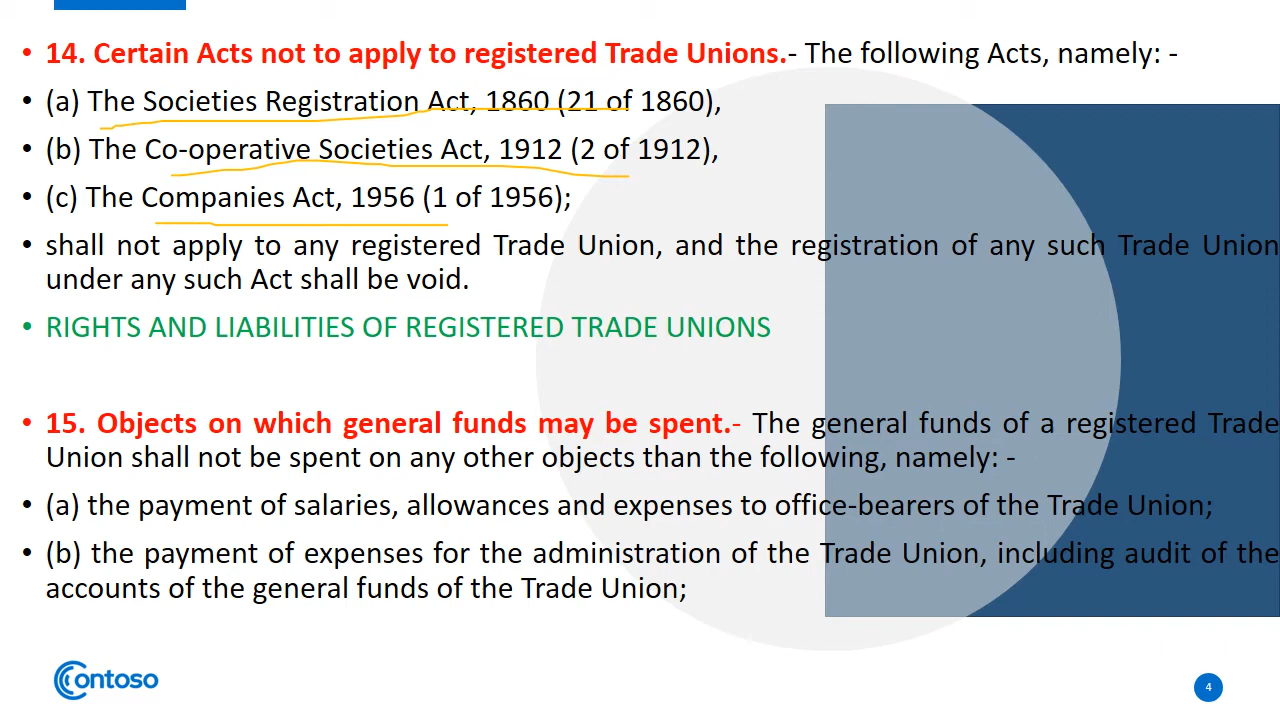 • 14. Certain Acts not to apply to registered Trade Unions.- The following Acts, namely: -
• (a) The Societies Registration Act, 1860 (21 of 1860),
• (b) The Co-operative Societies Act, 1912 (2 of 1912),
• (c) The Companies Act, 1956 (1 of 1956);
• shall not apply to any registered Trade Union, and the registration of any such Trade Union
under any such Act shall be void.
• RIGHTS AND LIABILITIES OF REGISTERED TRADE UNIONS
• 15. Objects on which general funds may be spent.- The general funds of a registered Trade
Union shall not be spent on any other objects than the following, namely: -
• (a) the payment of salaries, allowances and expenses to office-bearers of the Trade Union;
• (b) the payment of expenses for the administration of the Trade Union, including audit of the
accounts of the general funds of the Trade Union;
Contoso
4